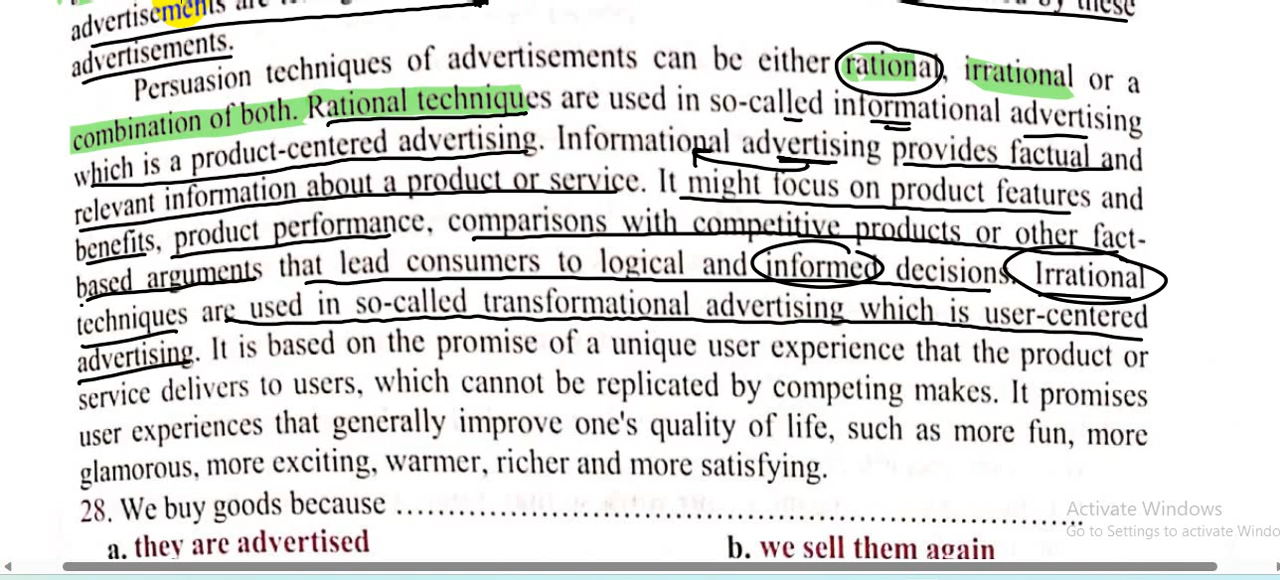 advertisements are
by these
advertisements.
Persuasion techniques of advertisements can be either rational, irrational or a
combination of both. Rational techniques are used in so-called informational advertising
which is a product-centered advertising. Informational advertising provides factual and
relevant information about a product or service. It might focus on product features and
benefits, product performance, comparisons with competitive products or other fact-
based arguments that lead consumers to logical and informed decisions. Irrational
techniques are used in so-called transformational advertising which is user-centered
advertising. It is based on the promise of a unique user experience that the product or
service delivers to users, which cannot be replicated by competing makes. It promises
user experiences that generally improve one's quality of life, such as more fun, more
glamorous, more exciting, warmer, richer and more satisfying.
28. We buy goods because ........................................................................
a. they are advertised b. we sell them again
Activate Windows
Go to Settings to activate Windo